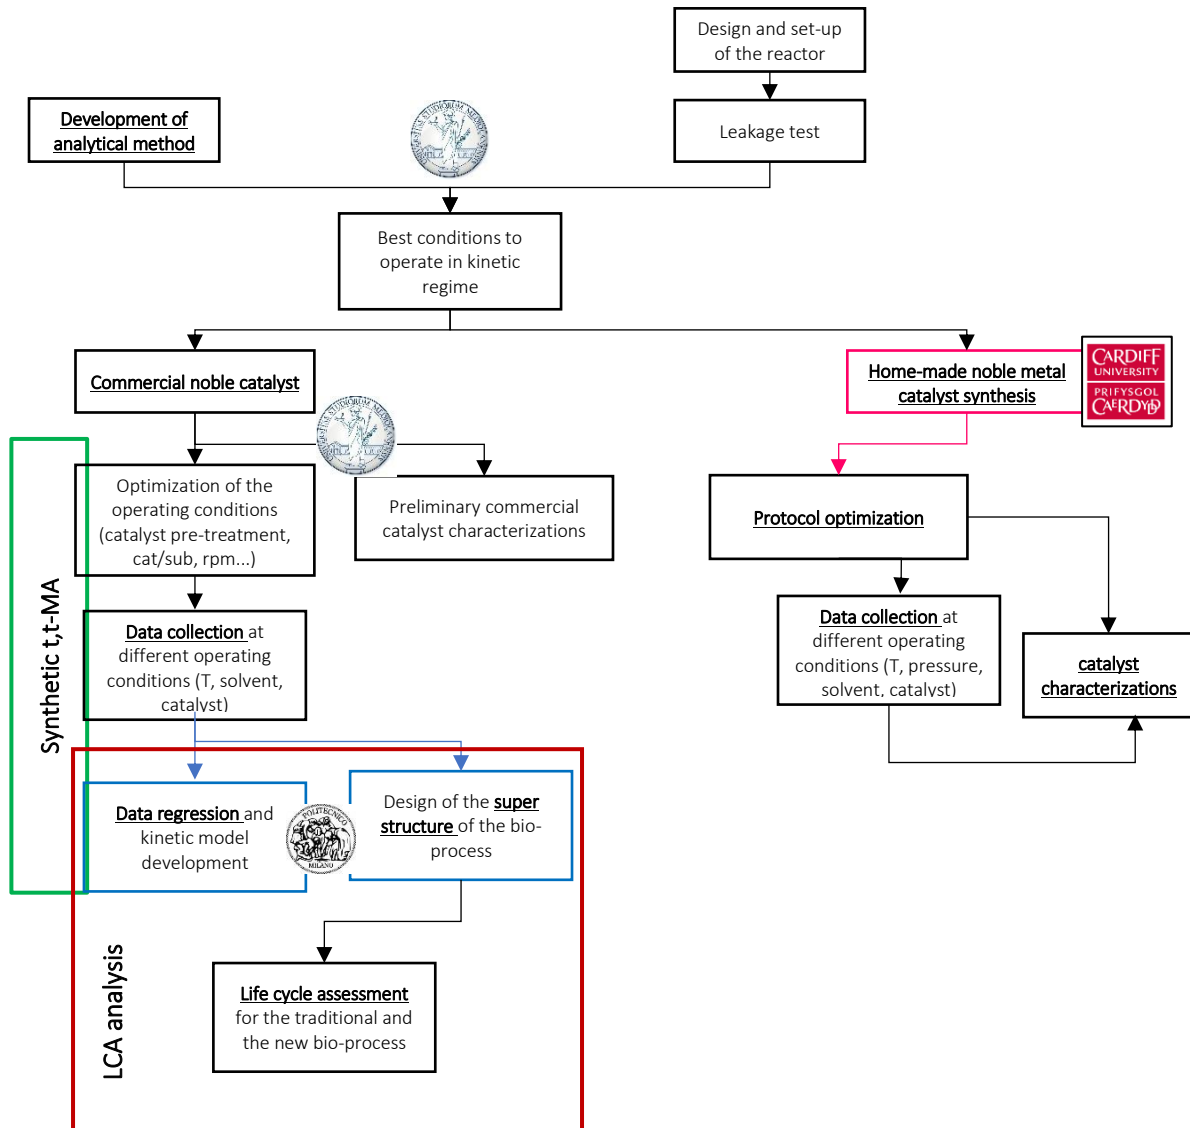 Design and set-up
of the reactor
Development of
analytical method
Leakage test
Best conditions to
operate in kinetic
regime
Commercial noble catalyst
Home-made noble metal
catalyst synthesis
CARDIFF
UNIVERSITY
PRIFYSGOL
CAERDYDD
Optimization of the
operating conditions
(catalyst pre-treatment,
cat/sub, rpm...)
Preliminary commercial
catalyst characterizations
Protocol optimization
Synthetic t,t-MA
Data collection at
different operating
conditions (T, solvent,
catalyst)
Data collection at
different operating
conditions (T, pressure,
solvent, catalyst)
catalyst
characterizations
Data regression and
kinetic model
development
POLITECNICO
MILANO
Design of the super
structure of the bio-
process
LCA analysis
Life cycle assessment
for the traditional and
the new bio-process